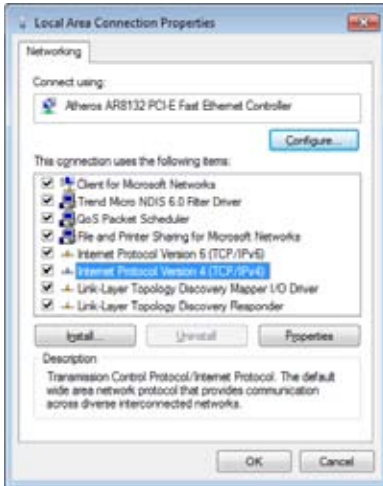 Local Area Connection Properties
Networking
Connect using:
Atheros AR8132 PCI-E Fast Ethernet Controller
Configure...
This connection uses the following items:
Client for Microsoft Networks
Trend Micro NDIS 6.0 Filter Driver
QoS Packet Scheduler
File and Printer Sharing for Microsoft Networks
Internet Protocol Version 6 (TCP/IPv6)
Internet Protocol Version 4 (TCP/IPv4)
Link-Layer Topology Discovery Mapper I/O Driver
Link-Layer Topology Discovery Responder
Install... Uninstall Properties
Description
Transmission Control Protocol/Internet Protocol. The default
wide area network protocol that provides communication
across diverse interconnected networks.
OK Cancel